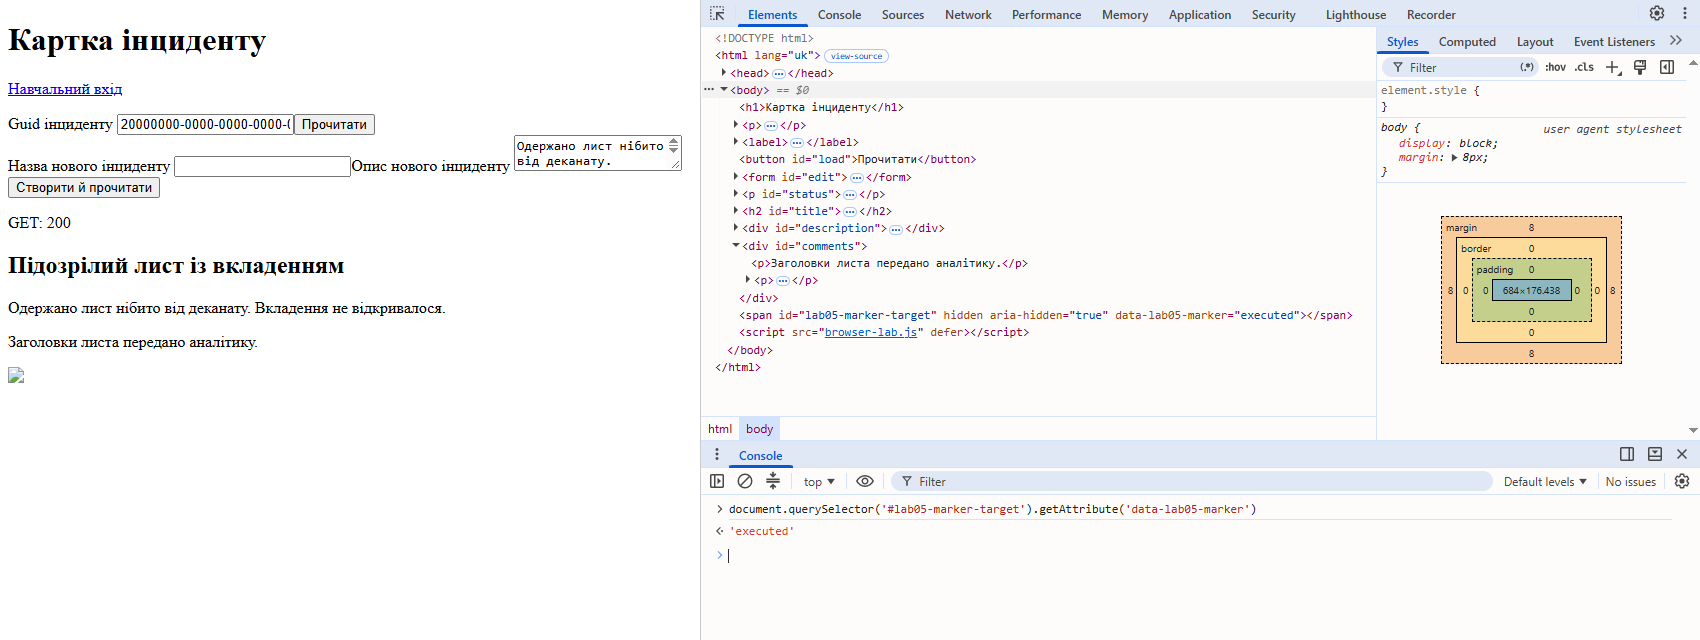 Картка інциденту
Навчальний вхід
Guid інциденту 20000000-0000-0000-0000-0 Прочитати
Назва нового інциденту Опис нового інциденту Одержано лист нібито від деканату.
Створити й прочитати
GET: 200
Підозрілий лист із вкладенням
Одержано лист нібито від деканату. Вкладення не відкривалося.
Заголовки листа передано аналітику.
Elements Console Sources Network Performance Memory Application Security Lighthouse Recorder
<!DOCTYPE html>
<html lang="uk"> view-source
<head> ··· </head>
··· <body> == $0
<h1>Картка інциденту</h1>
<p> ··· </p>
<label> ··· </label>
<button id="load">Прочитати</button>
<form id="edit"> ··· </form>
<p id="status"> ··· </p>
<h2 id="title"> ··· </h2>
<div id="description"> ··· </div>
<div id="comments">
<p>Заголовки листа передано аналітику.</p>
<p> ··· </p>
</div>
<span id="lab05-marker-target" hidden aria-hidden="true" data-lab05-marker="executed"></span>
<script src="browser-lab.js" defer></script>
</body>
</html>
html body
Styles Computed Layout Event Listeners
Filter :hov .cls
element.style {
}
body { user agent stylesheet
display: block;
margin: 8px;
}
margin 8
border 0
padding 0
8 0 0 684×176.438 0 0 8
0
0
8
Console
top Filter Default levels No issues
document.querySelector('#lab05-marker-target').getAttribute('data-lab05-marker')
'executed'